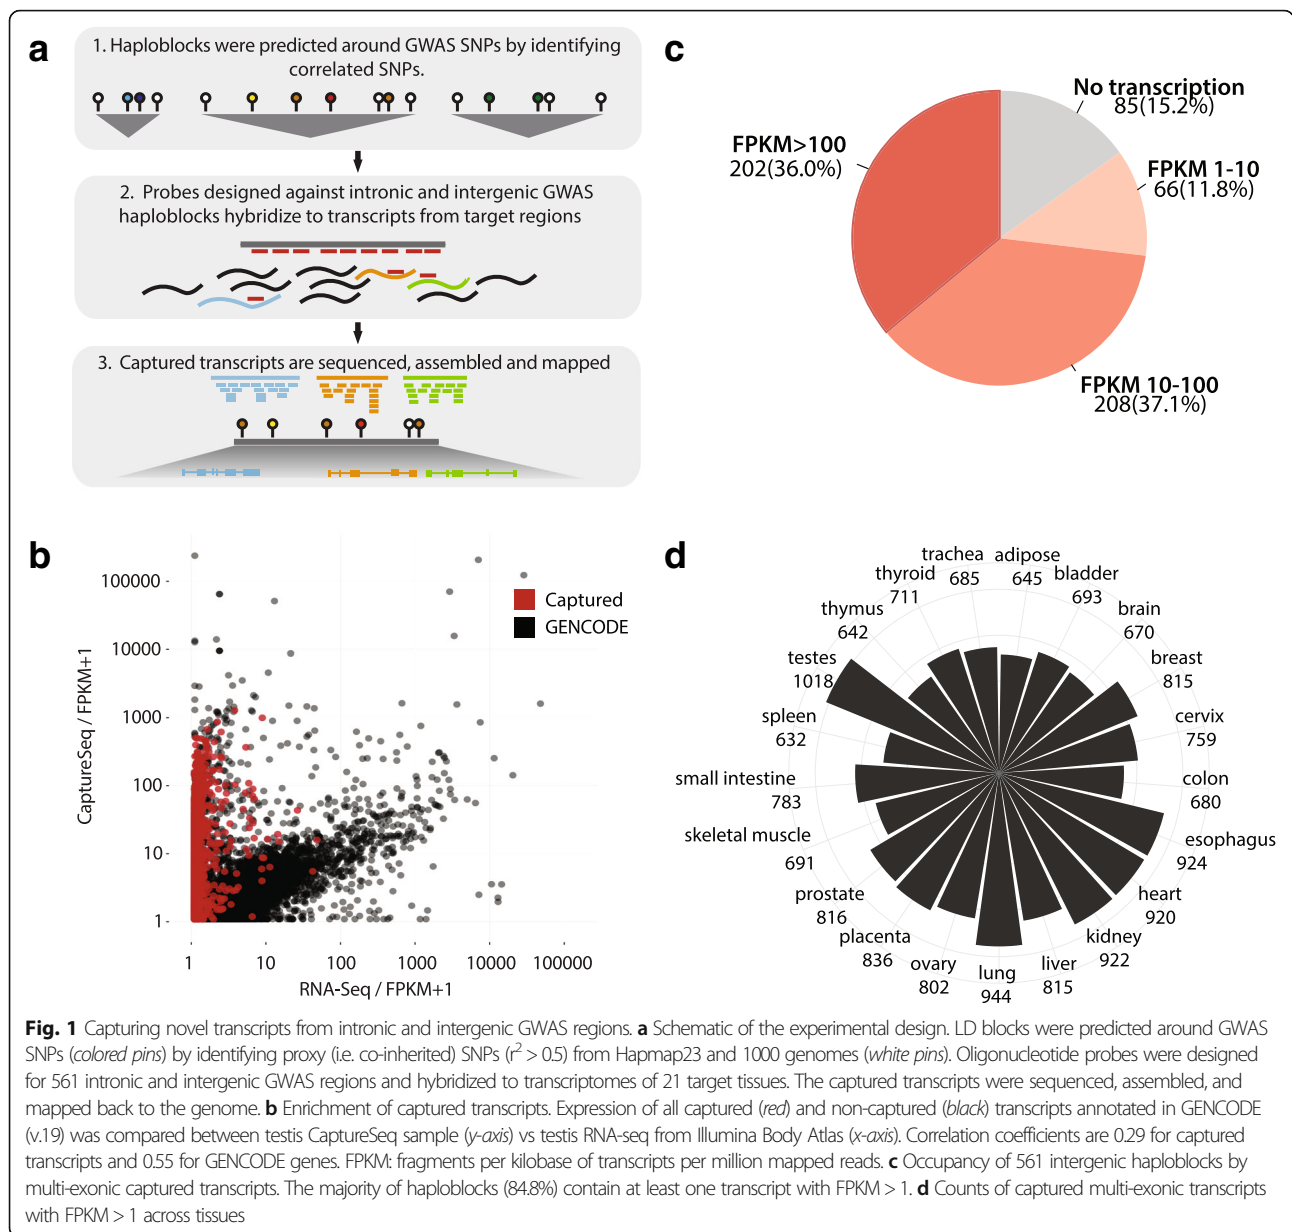 a
1. Haploblocks were predicted around GWAS SNPs by identifying
correlated SNPs.
2. Probes designed against intronic and intergenic GWAS
haploblocks hybridize to transcripts from target regions
3. Captured transcripts are sequenced, assembled and mapped
c
No transcription
85(15.2%)
FPKM>100
202(36.0%)
FPKM 1-10
66(11.8%)
FPKM 10-100
208(37.1%)
b
CaptureSeq / FPKM+1
100000
10000
1000
100
10
1
Captured
GENCODE
1 10 100 1000 10000 100000
RNA-Seq / FPKM+1
d
trachea
685
adipose
645
bladder
693
brain
670
breast
815
cervix
759
colon
680
esophagus
924
heart
920
kidney
922
liver
815
lung
944
ovary
802
placenta
836
prostate
816
skeletal muscle
691
small intestine
783
spleen
632
testes
1018
thymus
642
thyroid
711
Fig. 1 Capturing novel transcripts from intronic and intergenic GWAS regions. a Schematic of the experimental design. LD blocks were predicted around GWAS
SNPs (colored pins) by identifying proxy (i.e. co-inherited) SNPs (r² > 0.5) from Hapmap23 and 1000 genomes (white pins). Oligonucleotide probes were designed
for 561 intronic and intergenic GWAS regions and hybridized to transcriptomes of 21 target tissues. The captured transcripts were sequenced, assembled, and
mapped back to the genome. b Enrichment of captured transcripts. Expression of all captured (red) and non-captured (black) transcripts annotated in GENCODE
(v.19) was compared between testis CaptureSeq sample (y-axis) vs testis RNA-seq from Illumina Body Atlas (x-axis). Correlation coefficients are 0.29 for captured
transcripts and 0.55 for GENCODE genes. FPKM: fragments per kilobase of transcripts per million mapped reads. c Occupancy of 561 intergenic haploblocks by
multi-exonic captured transcripts. The majority of haploblocks (84.8%) contain at least one transcript with FPKM > 1. d Counts of captured multi-exonic transcripts
with FPKM > 1 across tissues